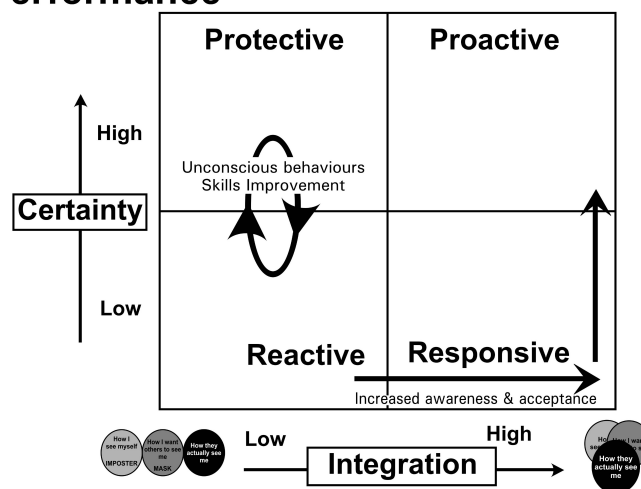 Protective
Proactive
High
Unconscious behaviours
Skills Improvement
Certainty
Low
Reactive
Responsive
Increased awareness & acceptance
How I
see myself
IMPOSTER
How I want
others to see
me
MASK
How they
actually see
me
Low
High
Integration
How they
actually see
me